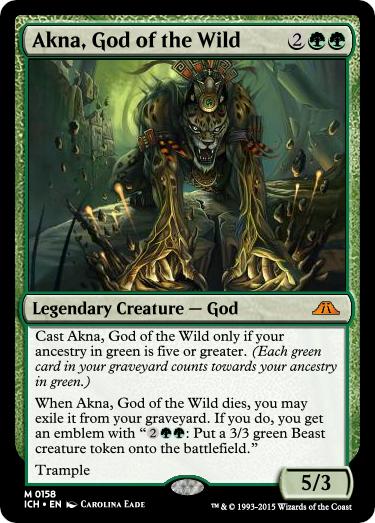 Akna, God of the Wild 2
Legendary Creature — God
Cast Akna, God of the Wild only if your
ancestry in green is five or greater. (Each green
card in your graveyard counts towards your ancestry
in green.)
When Akna, God of the Wild dies, you may
exile it from your graveyard. If you do, you get
an emblem with “2: Put a 3/3 green Beast
creature token onto the battlefield.”
Trample
5/3
M 0158
ICH • EN Carolina Eade
™ & © 1993-2015 Wizards of the Coast